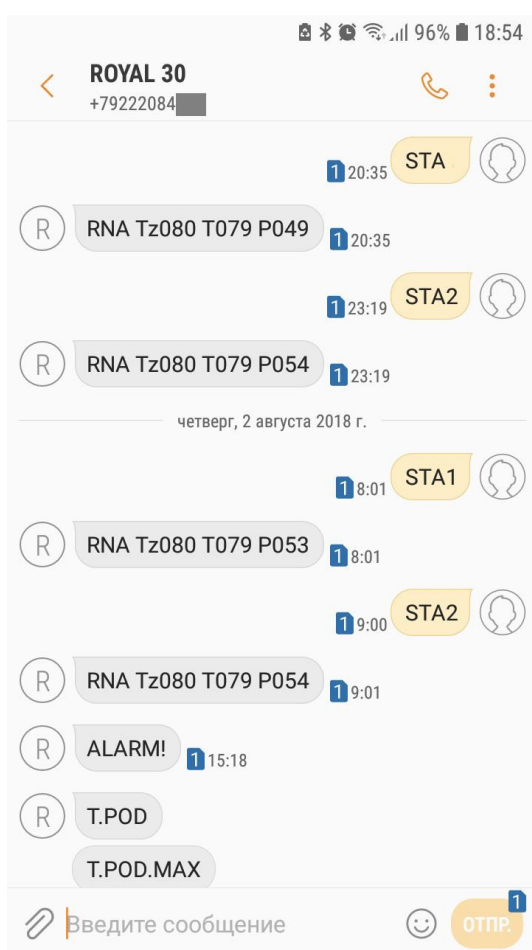 96% 18:54
ROYAL 30
+79222084
1 20:35 STA
R RNA Tz080 T079 P049 1 20:35
1 23:19 STA2
R RNA Tz080 T079 P054 1 23:19
четверг, 2 августа 2018 г.
1 8:01 STA1
R RNA Tz080 T079 P053 1 8:01
1 9:00 STA2
R RNA Tz080 T079 P054 1 9:01
R ALARM! 1 15:18
R T.POD
T.POD.MAX
Введите сообщение ОТПР. 1